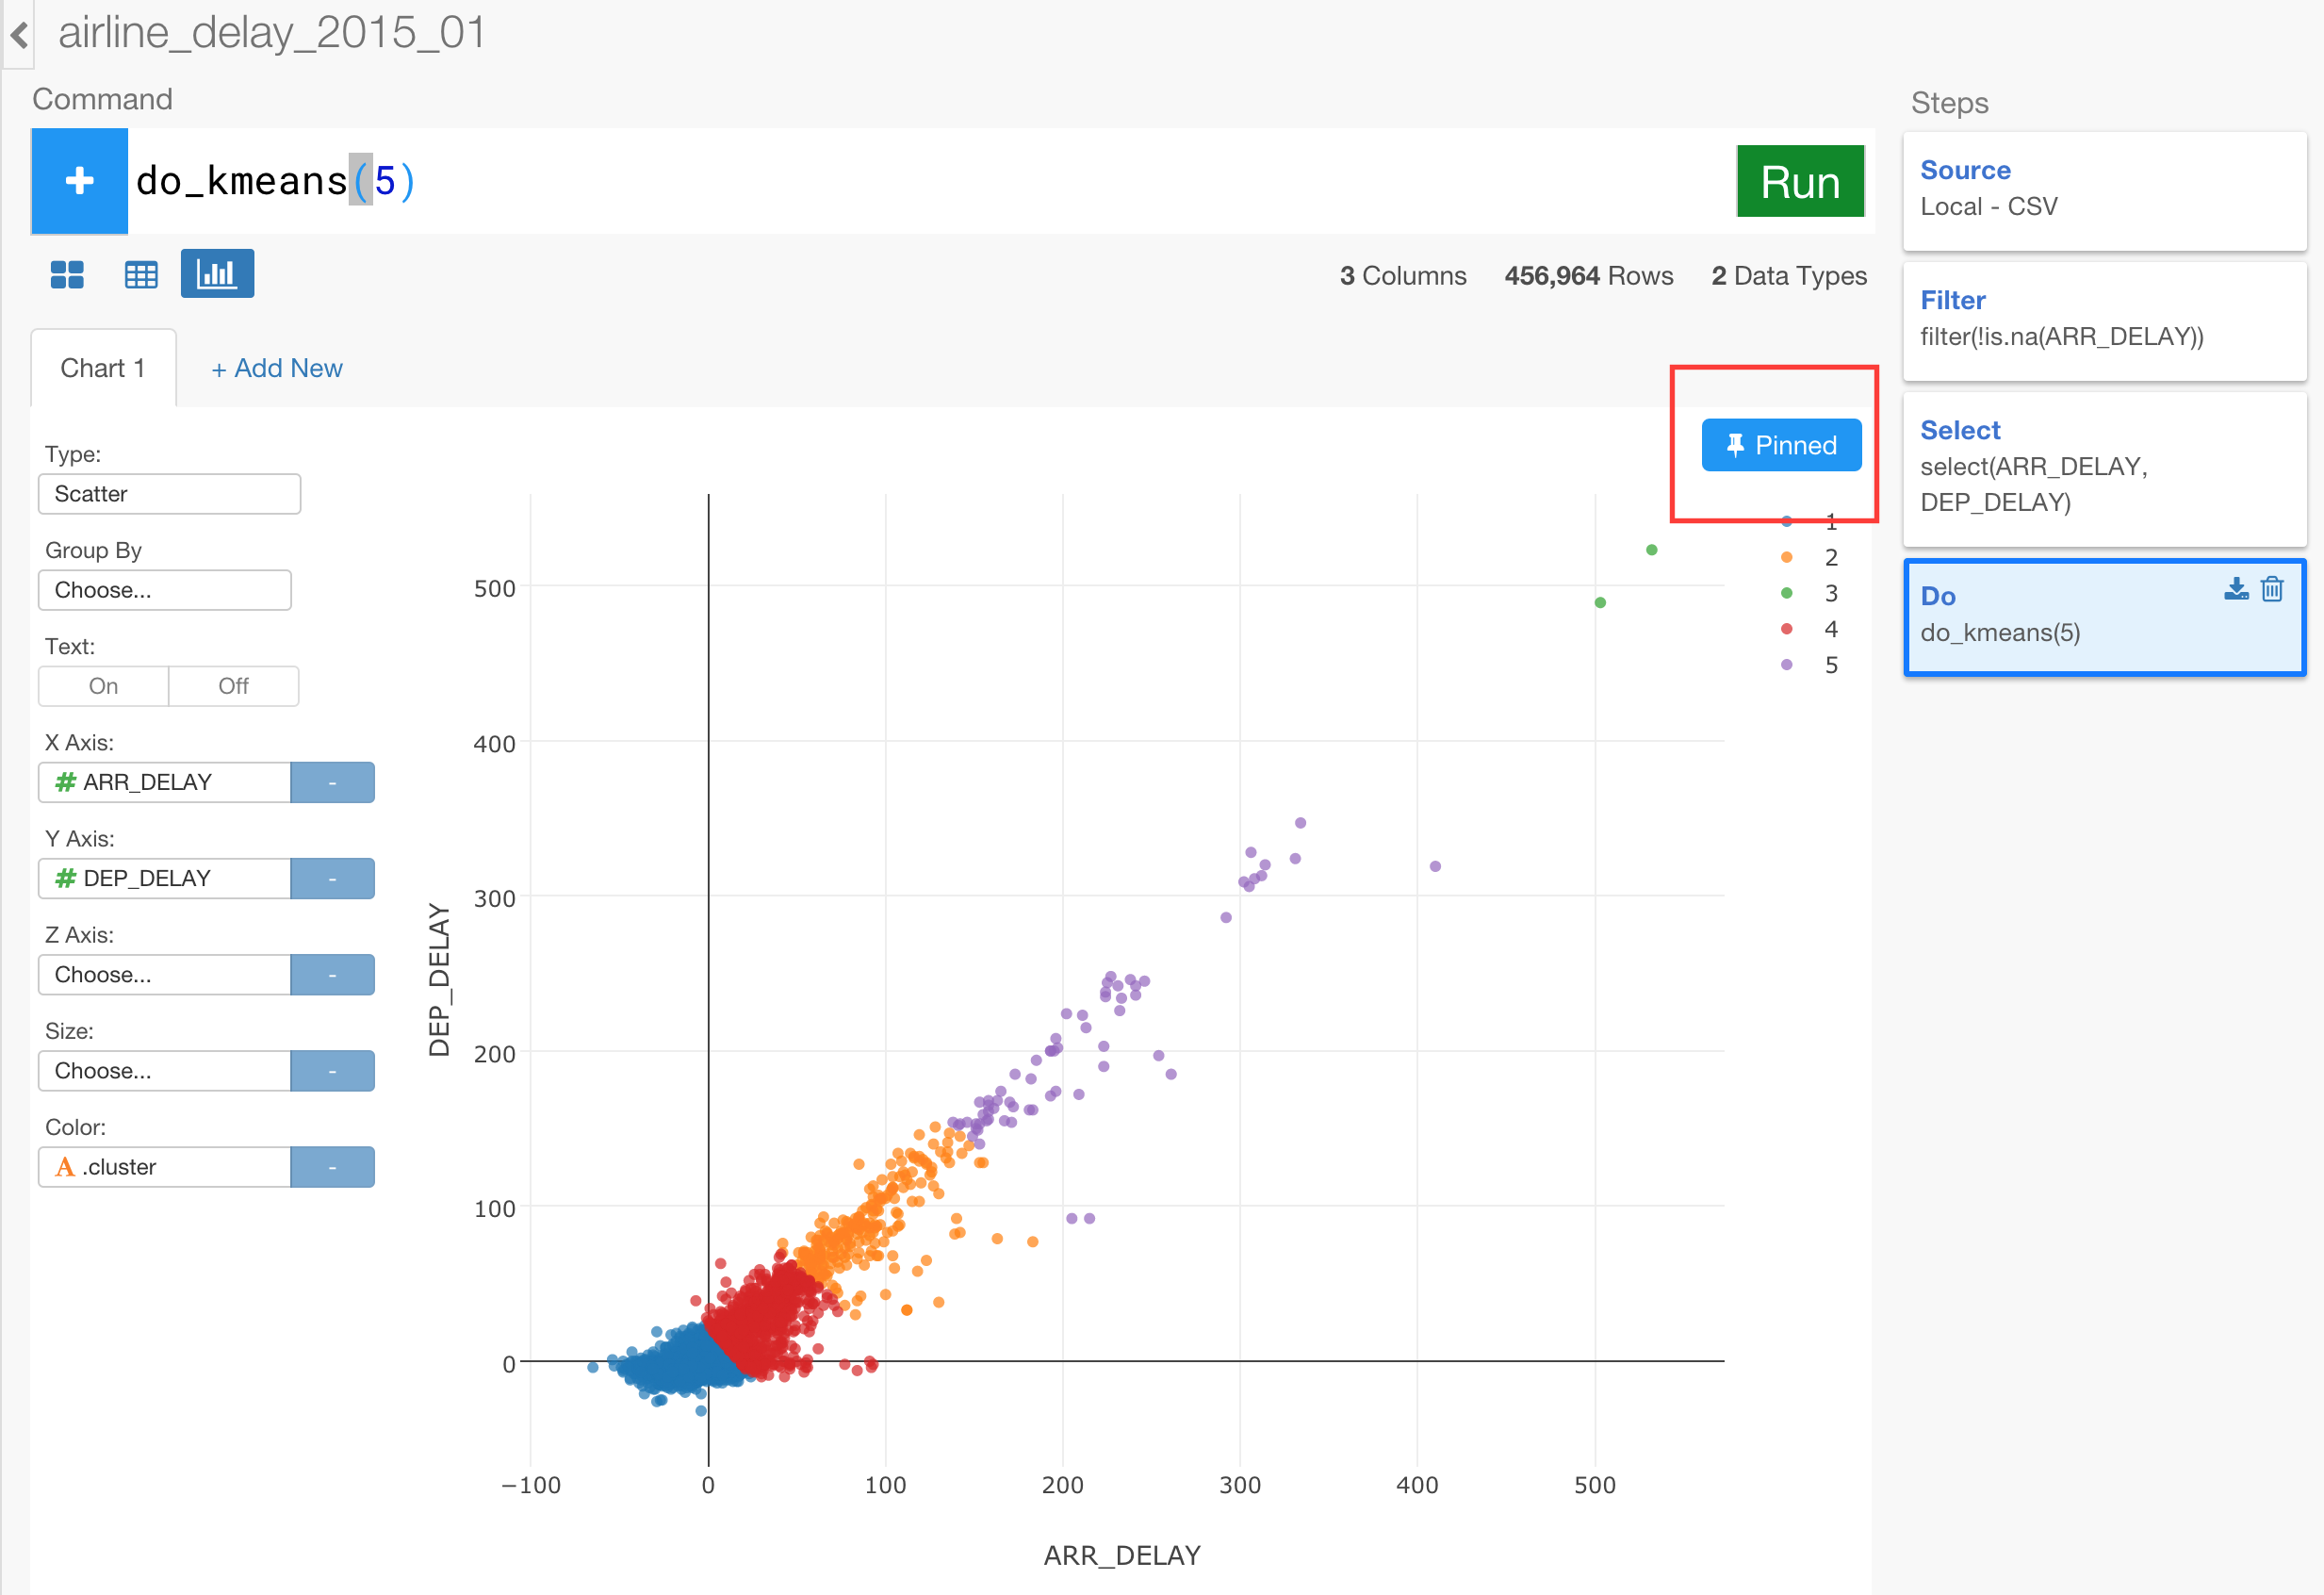 airline_delay_2015_01
Command
do_kmeans(5)
Run
3 Columns 456,964 Rows 2 Data Types
Chart 1
+ Add New
Pinned
Type:
Scatter
Group By
Choose...
Text:
On Off
X Axis:
# ARR_DELAY -
Y Axis:
# DEP_DELAY -
Z Axis:
Choose... -
Size:
Choose... -
Color:
A .cluster -
DEP_DELAY
500
400
300
200
100
0
−100 0 100 200 300 400 500
ARR_DELAY
1
2
3
4
5
Steps
Source
Local - CSV
Filter
filter(!is.na(ARR_DELAY))
Select
select(ARR_DELAY,
DEP_DELAY)
Do
do_kmeans(5)